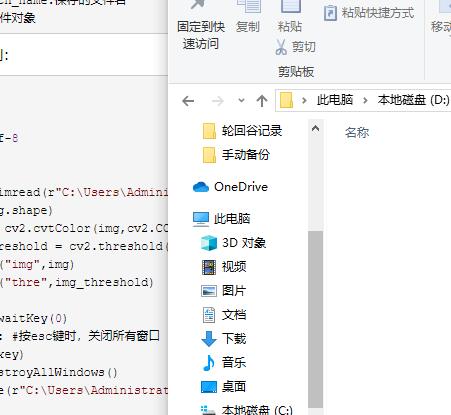 ch_name:保存的文件名
件对象
刂:
f-8
imread(r"C:\Users\Admini
g.shape)
cv2.cvtColor(img,cv2.CO
reshold = cv2.threshold(
("img",img)
("thre",img_threshold)
waitKey(0)
: #按esc键时，关闭所有窗口
key)
stroyAllWindows()
e(r"C:\Users\Administrat
固定到快
速访问
复制
粘贴
粘贴快捷方式
剪切
移动
剪贴板
此电脑
本地磁盘 (D:)
名称
轮回谷记录
手动备份
OneDrive
此电脑
3D 对象
视频
图片
文档
下载
音乐
桌面
本地磁盘 (C:)